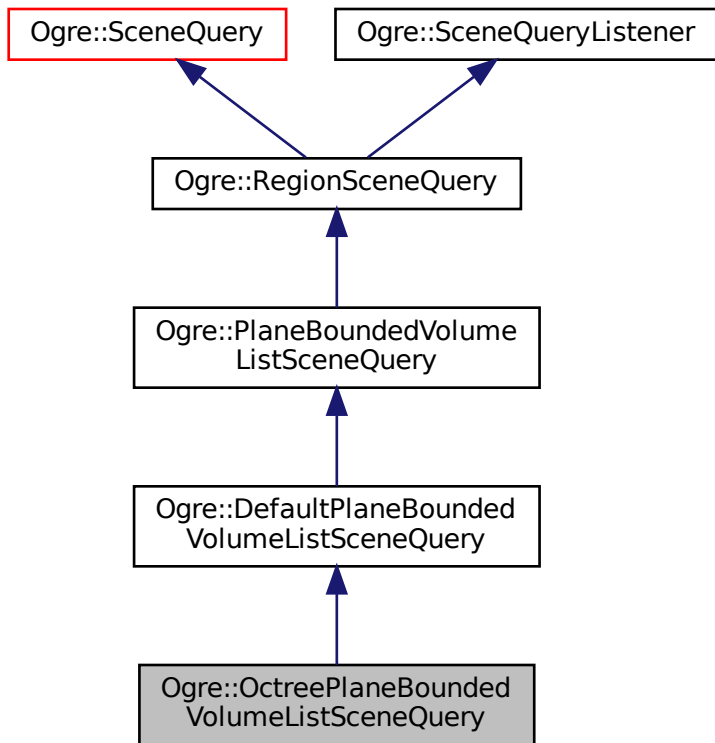 Ogre::SceneQuery
Ogre::SceneQueryListener
Ogre::RegionSceneQuery
Ogre::PlaneBoundedVolume
ListSceneQuery
Ogre::DefaultPlaneBounded
VolumeListSceneQuery
Ogre::OctreePlaneBounded
VolumeListSceneQuery